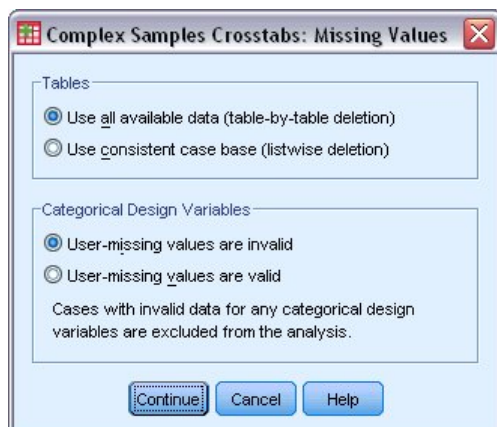 Complex Samples Crosstabs: Missing Values
Tables
Use all available data (table-by-table deletion)
Use consistent case base (listwise deletion)
Categorical Design Variables
User-missing values are invalid
User-missing values are valid
Cases with invalid data for any categorical design
variables are excluded from the analysis.
Continue Cancel Help